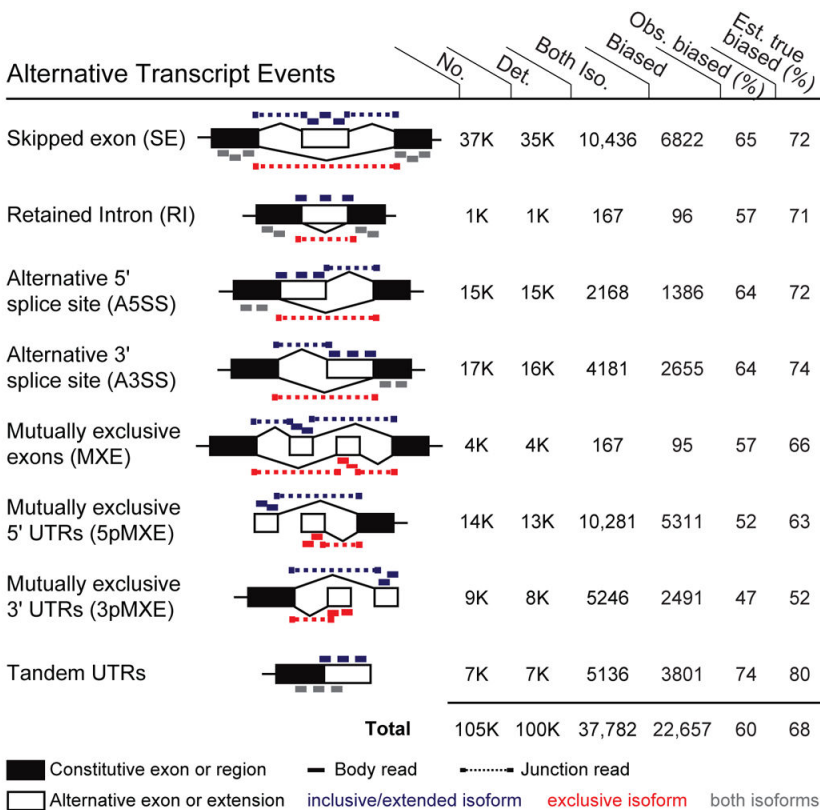 Alternative Transcript Events No. Det. Both Iso. Biased Obs. biased (%) Est. true biased (%)
Skipped exon (SE) 37K 35K 10,436 6822 65 72
Retained Intron (RI) 1K 1K 167 96 57 71
Alternative 5'
splice site (A5SS) 15K 15K 2168 1386 64 72
Alternative 3'
splice site (A3SS) 17K 16K 4181 2655 64 74
Mutually exclusive
exons (MXE) 4K 4K 167 95 57 66
Mutually exclusive
5' UTRs (5pMXE) 14K 13K 10,281 5311 52 63
Mutually exclusive
3' UTRs (3pMXE) 9K 8K 5246 2491 47 52
Tandem UTRs 7K 7K 5136 3801 74 80
Total 105K 100K 37,782 22,657 60 68
Constitutive exon or region Body read Junction read
Alternative exon or extension inclusive/extended isoform exclusive isoform both isoforms